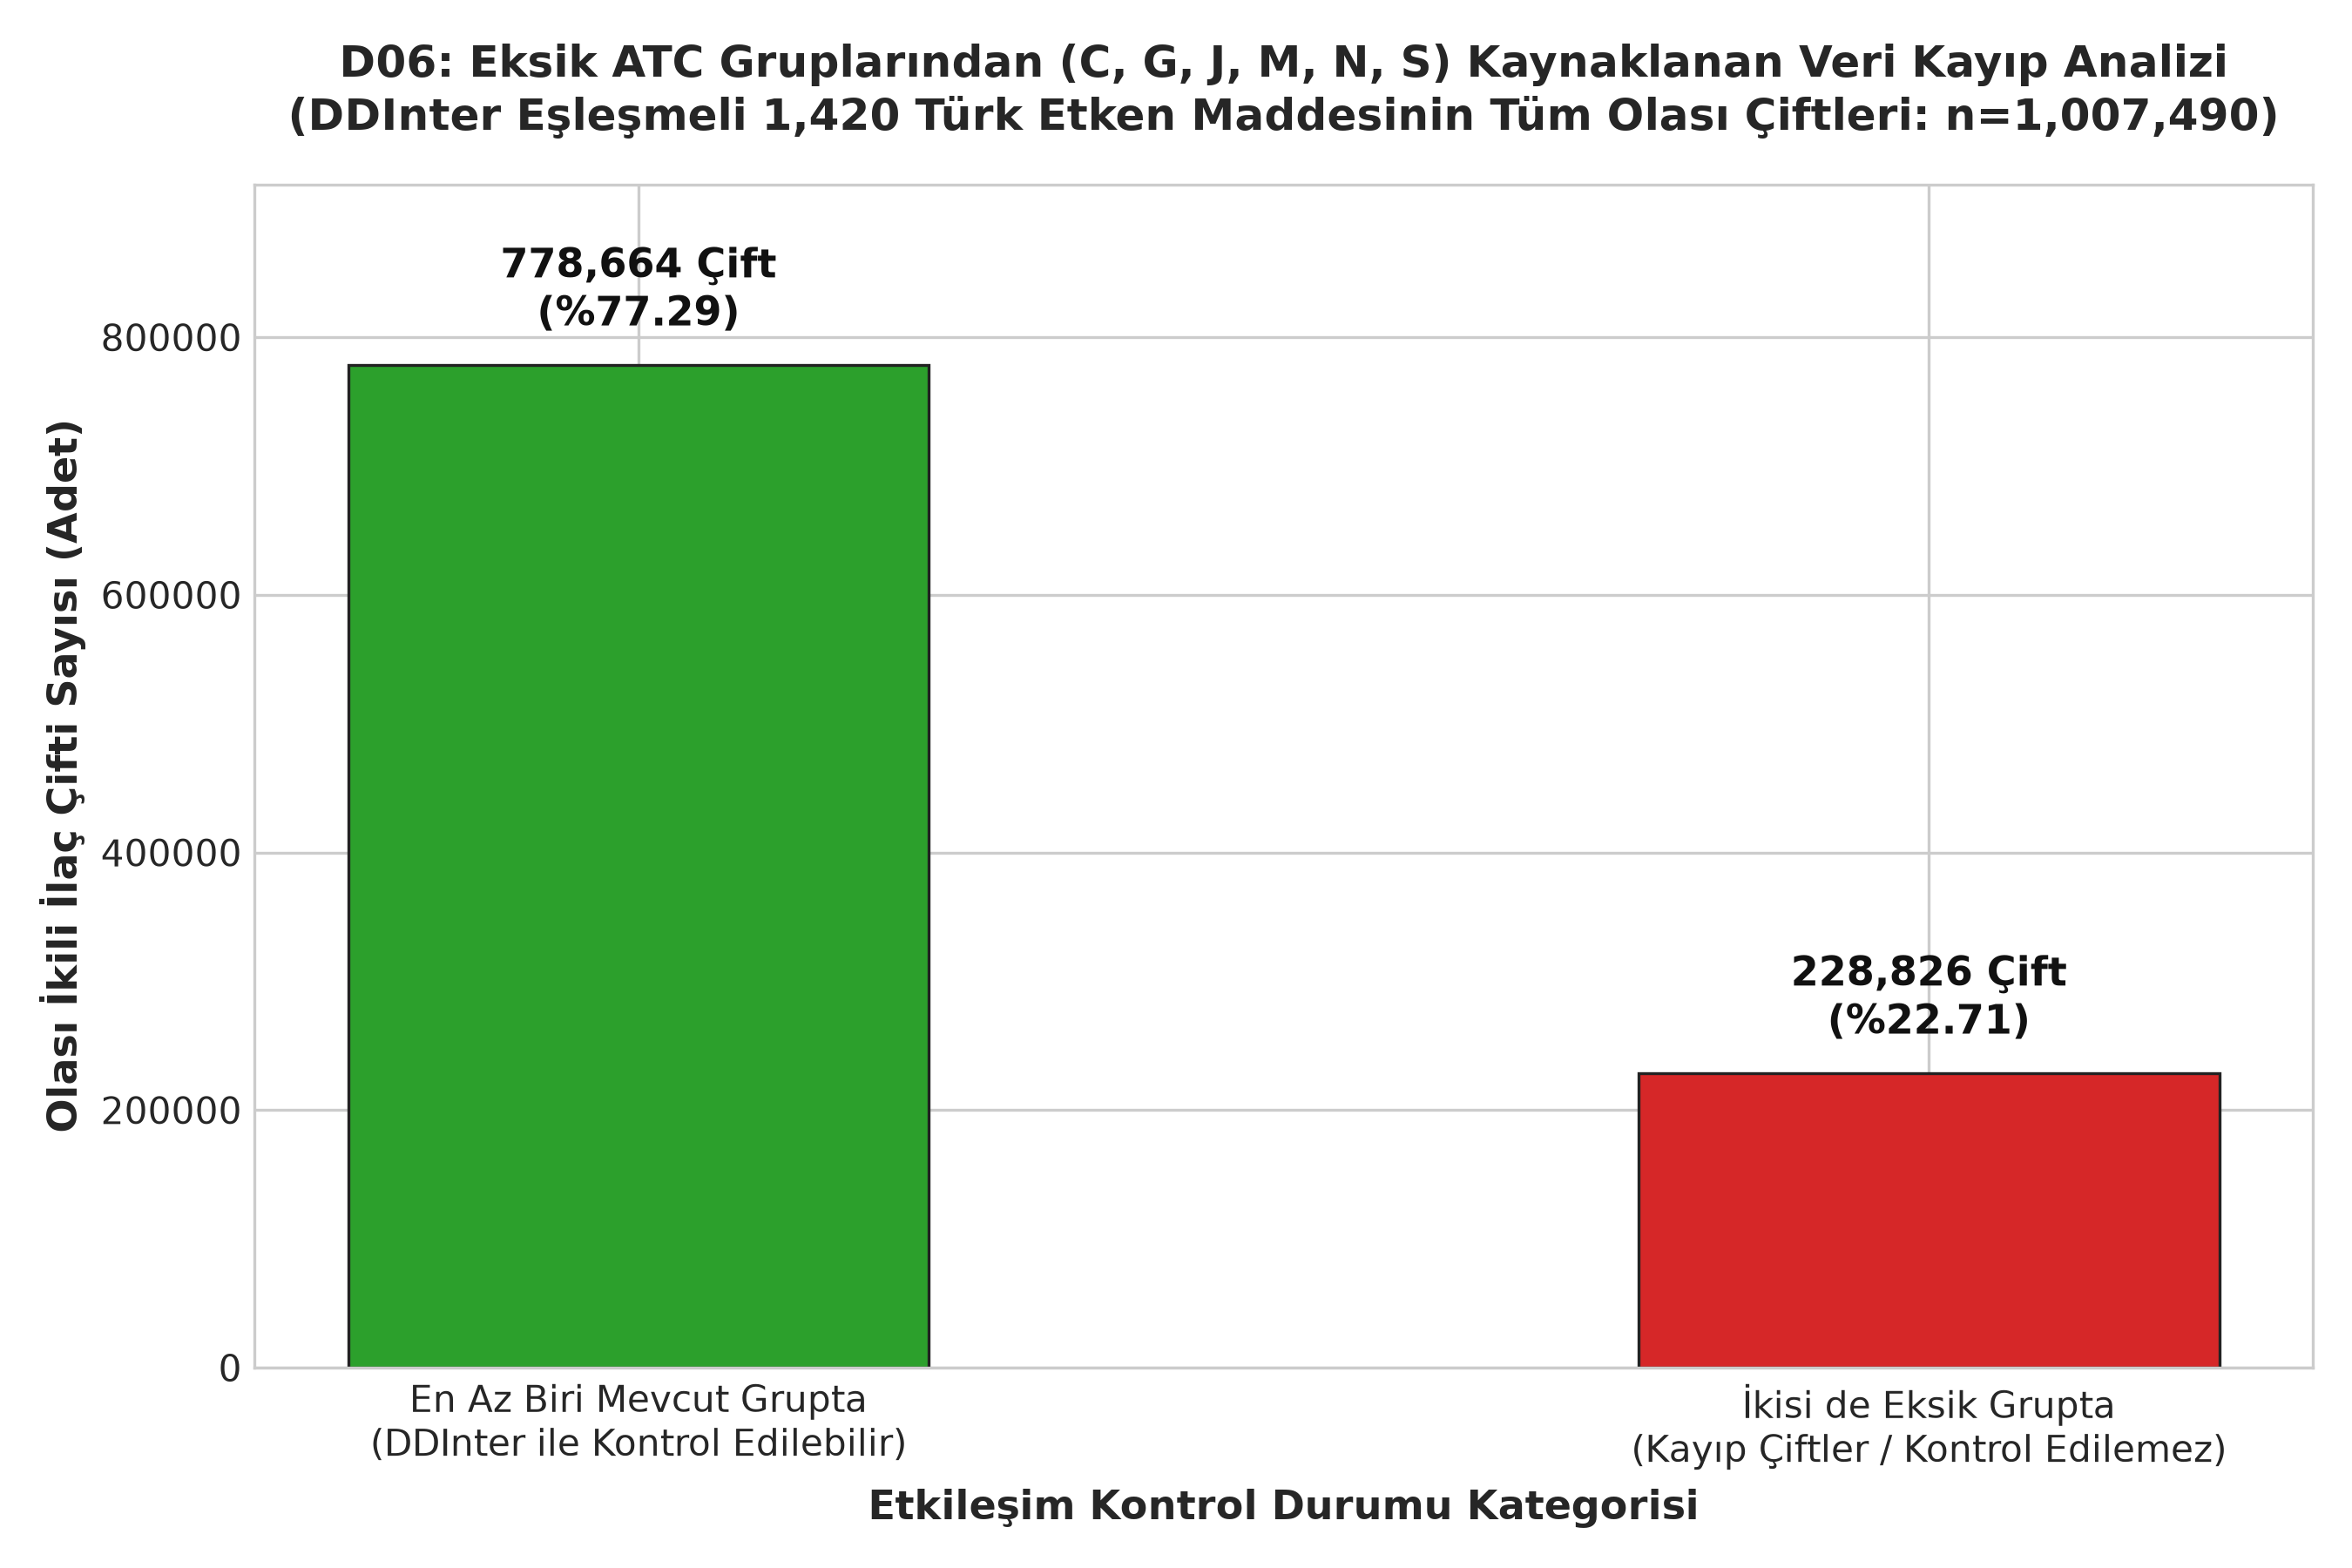 D06: Eksik ATC Gruplarından (C, G, J, M, N, S) Kaynaklanan Veri Kayıp Analizi
(DDInter Eşleşmeli 1,420 Türk Etken Maddesinin Tüm Olası Çiftleri: n=1,007,490)
Olası İkili İlaç Çifti Sayısı (Adet)
800000
600000
400000
200000
0
778,664 Çift
(%77.29)
228,826 Çift
(%22.71)
En Az Biri Mevcut Grupta
(DDInter ile Kontrol Edilebilir)
İkisi de Eksik Grupta
(Kayıp Çiftler / Kontrol Edilemez)
Etkileşim Kontrol Durumu Kategorisi